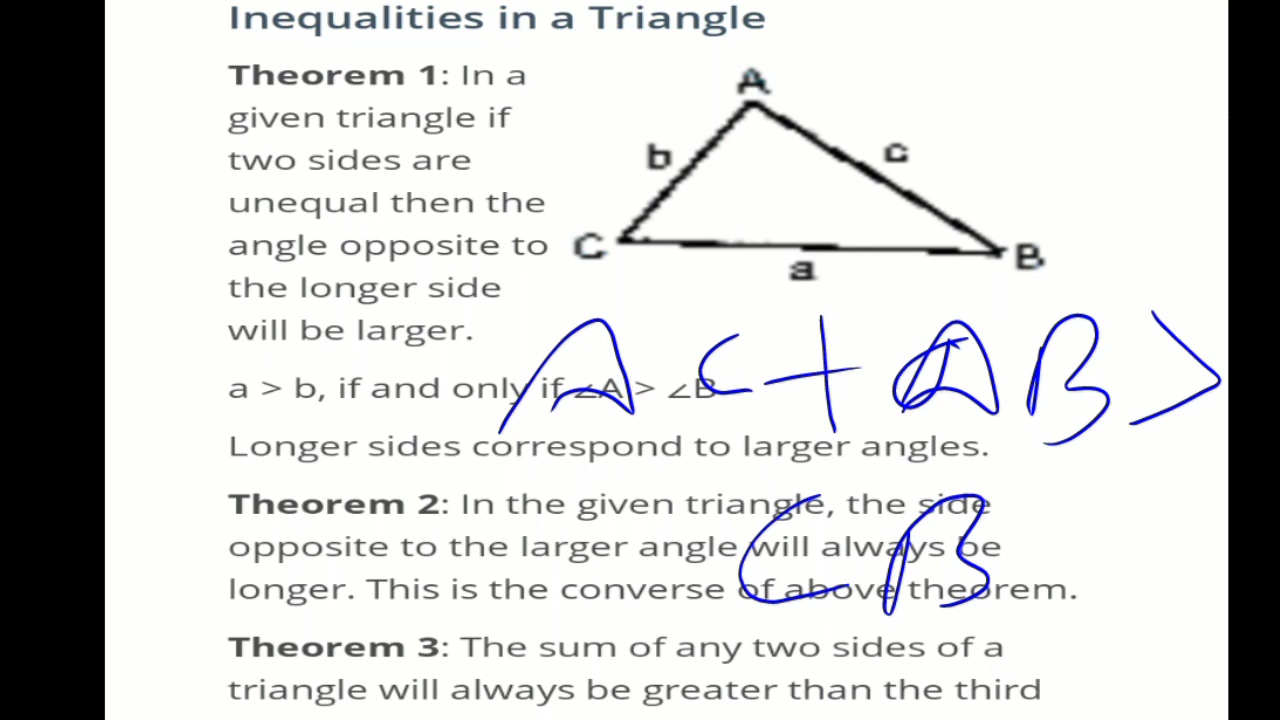 Inequalities in a Triangle
Theorem 1: In a
given triangle if
two sides are
unequal then the
angle opposite to
the longer side
will be larger.
A
b
c
C
a
B
a > b, if and only if ∠A > ∠B
AC + AB >
CB
Longer sides correspond to larger angles.
Theorem 2: In the given triangle, the side
opposite to the larger angle will always be
longer. This is the converse of above theorem.
Theorem 3: The sum of any two sides of a
triangle will always be greater than the third